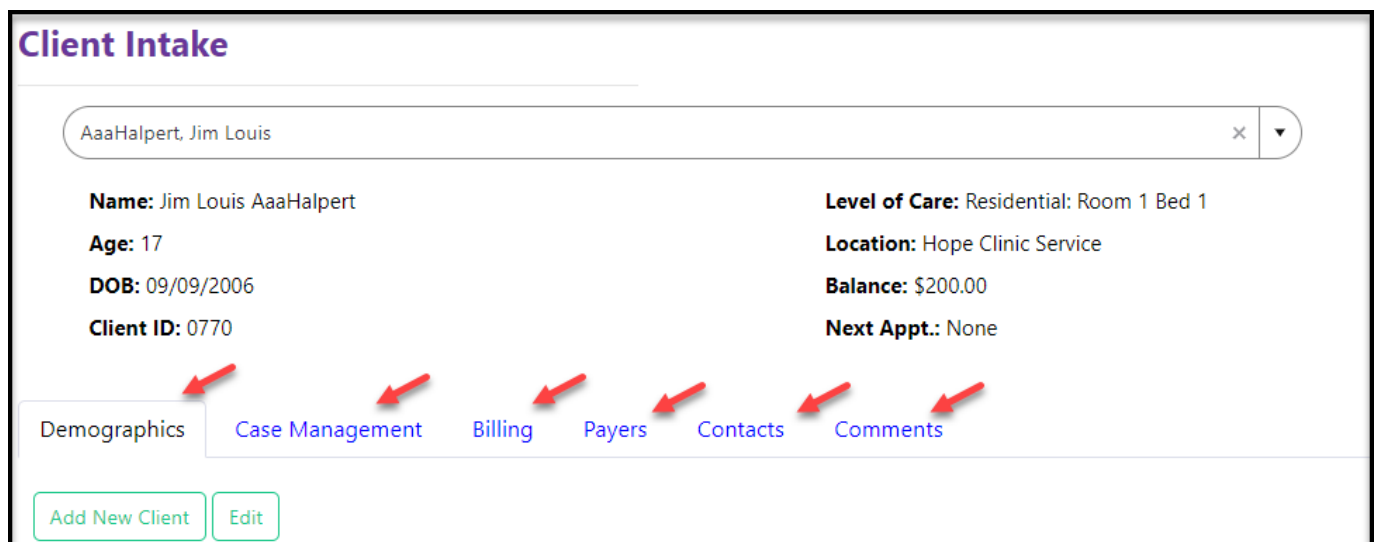 Client Intake
AaaHalpert, Jim Louis
Name: Jim Louis AaaHalpert
Level of Care: Residential: Room 1 Bed 1
Age: 17
Location: Hope Clinic Service
DOB: 09/09/2006
Balance: $200.00
Client ID: 0770
Next Appt.: None
Demographics Case Management Billing Payers Contacts Comments
Add New Client Edit